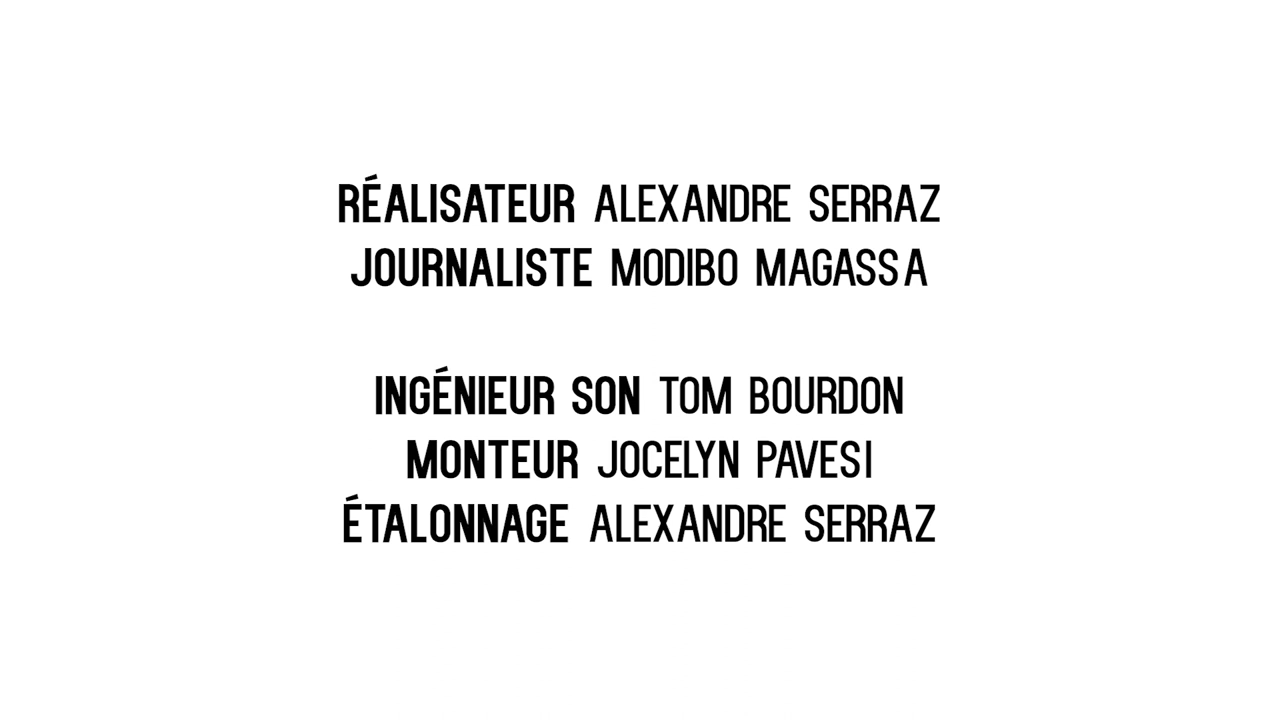 RÉALISATEUR ALEXANDRE SERRAZ
JOURNALISTE MODIBO MAGASSA
INGÉNIEUR SON TOM BOURDON
MONTEUR JOCELYN PAVESI
ÉTALONNAGE ALEXANDRE SERRAZ